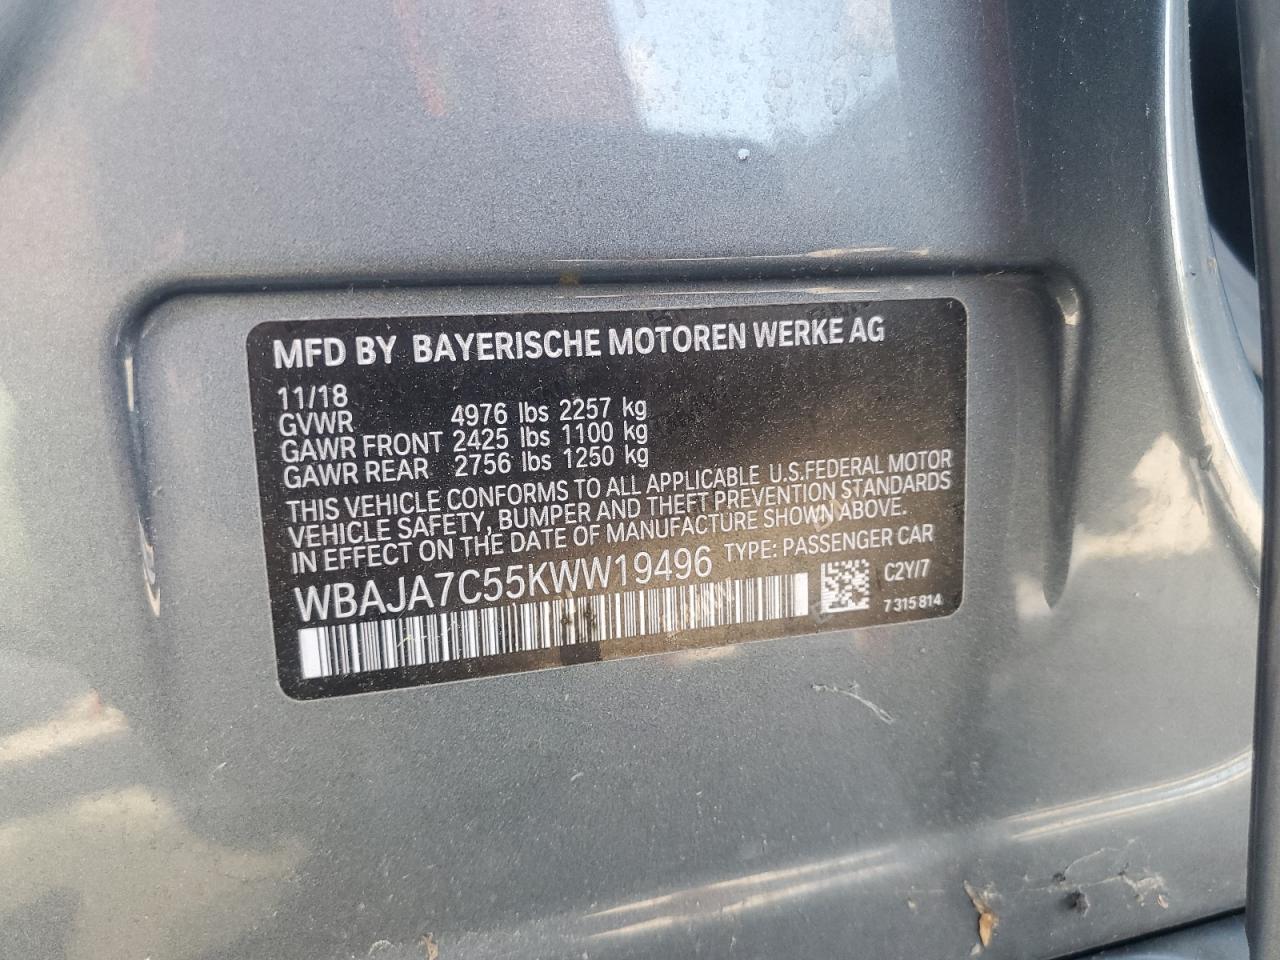 MFD BY BAYERISCHE MOTOREN WERKE AG
11/18
GVWR 4976 lbs 2257 kg
GAWR FRONT 2425 lbs 1100 kg
GAWR REAR 2756 lbs 1250 kg
THIS VEHICLE CONFORMS TO ALL APPLICABLE U.S.FEDERAL MOTOR
VEHICLE SAFETY, BUMPER AND THEFT PREVENTION STANDARDS
IN EFFECT ON THE DATE OF MANUFACTURE SHOWN ABOVE.
WBAJA7C55KWW19496 TYPE: PASSENGER CAR
C2Y/7
7 315 814